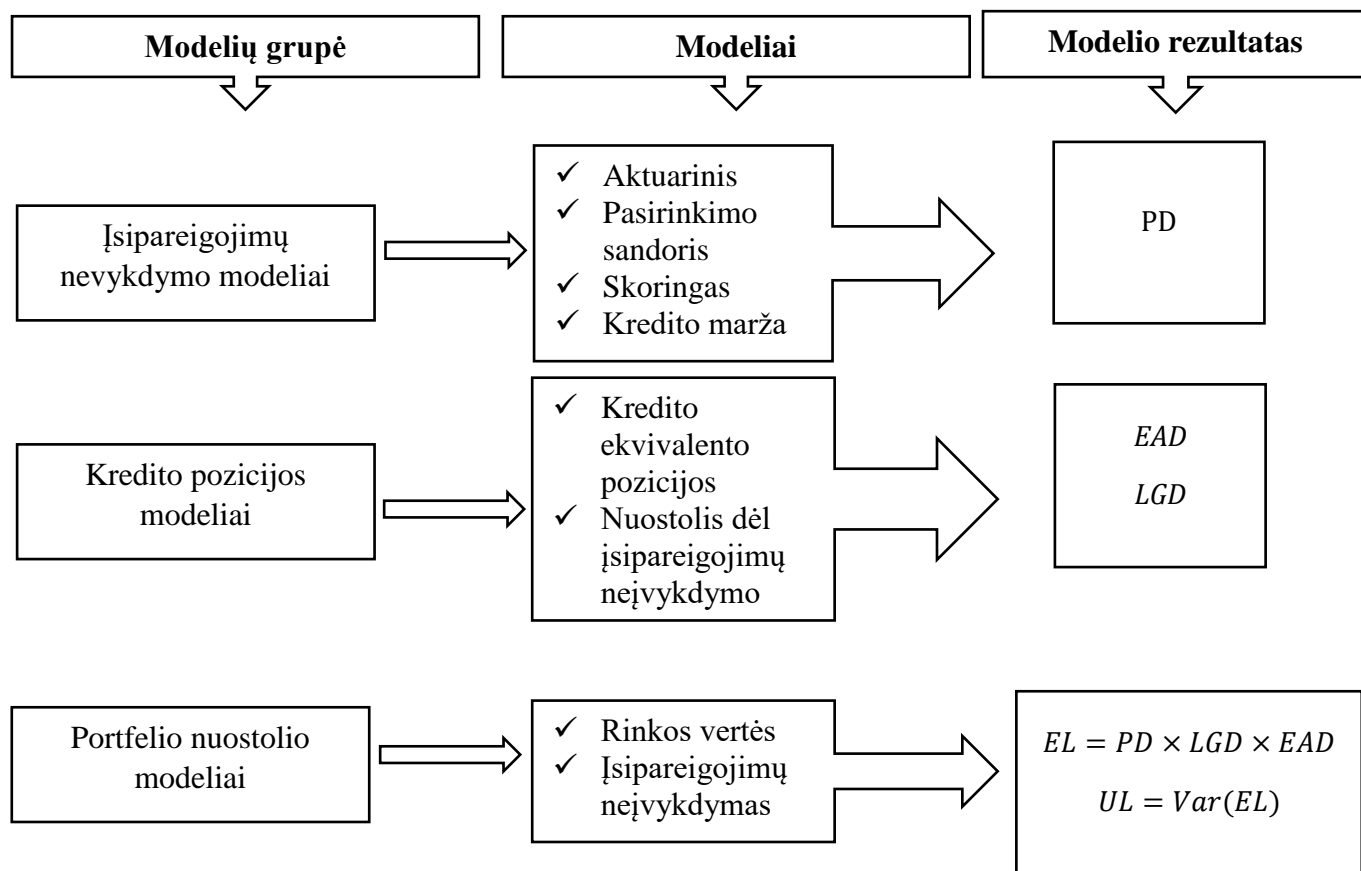 Modelių grupė
Modeliai
Modelio rezultatas
Įsipareigojimų
nevykdymo modeliai
✓ Aktuarinis
✓ Pasirinkimo
sandoris
✓ Skoringas
✓ Kredito marža
PD
Kredito pozicijos
modeliai
✓ Kredito
ekvivalento
pozicijos
✓ Nuostolis dėl
įsipareigojimų
neįvykdymo
EAD
LGD
Portfelio nuostolio
modeliai
✓ Rinkos vertės
✓ Įsipareigojimų
neįvykdymas
EL = PD × LGD × EAD
UL = Var(EL)